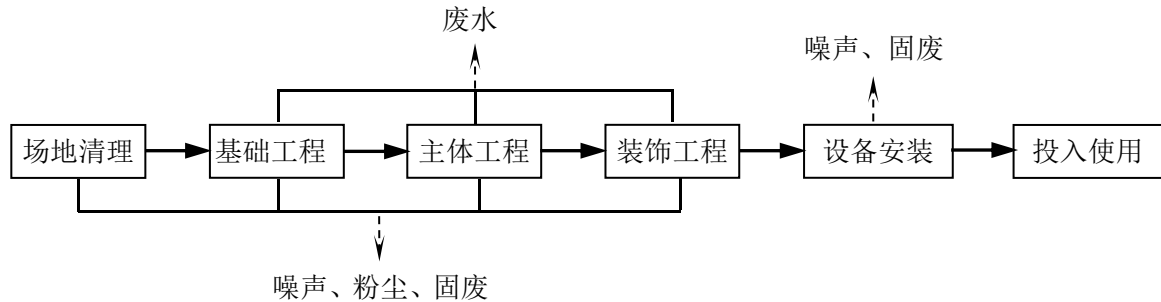 废水
噪声、固废
场地清理
基础工程
主体工程
装饰工程
设备安装
投入使用
噪声、粉尘、固废